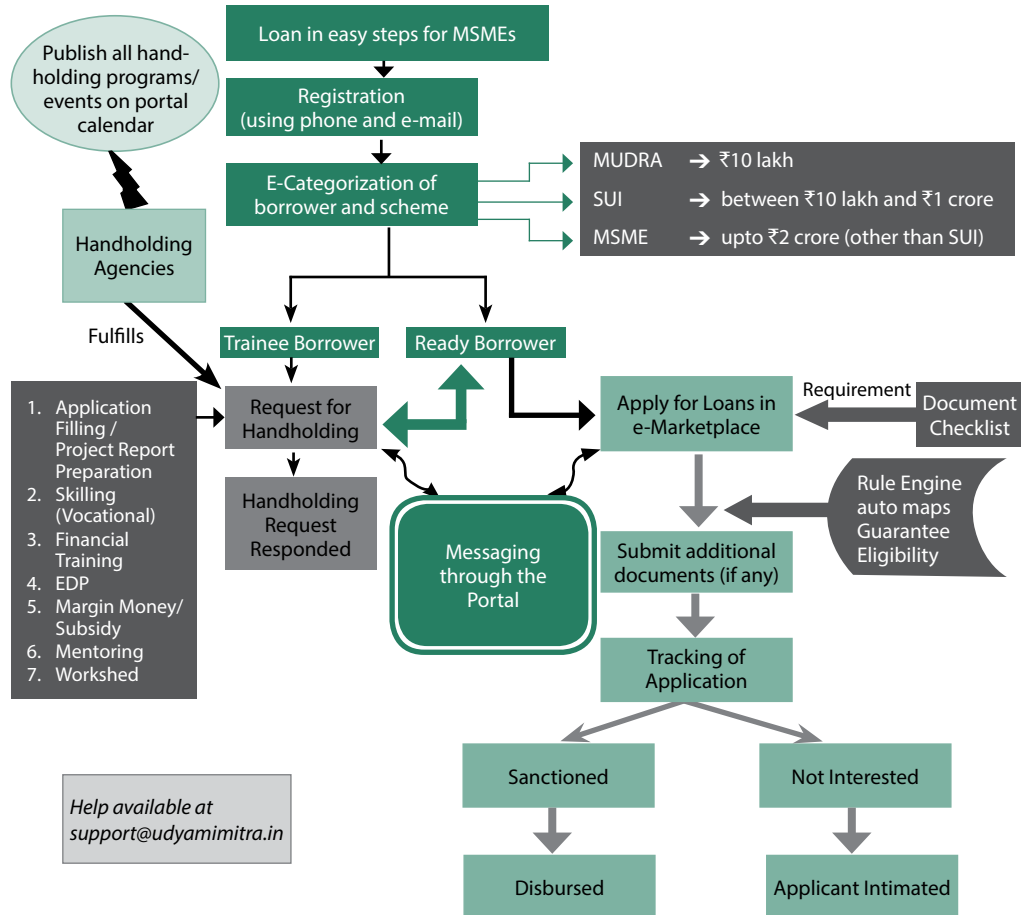 Loan in easy steps for MSMEs
Publish all hand-
holding programs/
events on portal
calendar
Registration
(using phone and e-mail)
E-Categorization of
borrower and scheme
MUDRA ➔ ₹10 lakh
SUI ➔ between ₹10 lakh and ₹1 crore
MSME ➔ upto ₹2 crore (other than SUI)
Handholding
Agencies
Fulfills
Trainee Borrower
Ready Borrower
1. Application
Filling /
Project Report
Preparation
2. Skilling
(Vocational)
3. Financial
Training
4. EDP
5. Margin Money/
Subsidy
6. Mentoring
7. Workshed
Request for
Handholding
Handholding
Request
Responded
Messaging
through the
Portal
Apply for Loans in
e-Marketplace
Requirement
Document
Checklist
Rule Engine
auto maps
Guarantee
Eligibility
Submit additional
documents (if any)
Tracking of
Application
Sanctioned
Not Interested
Disbursed
Applicant Intimated
Help available at
support@udyamimitra.in